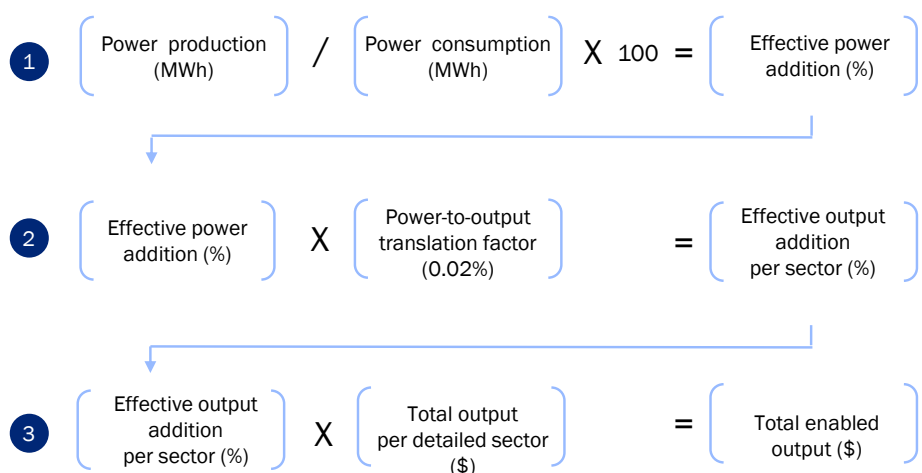 1
Power production
(MWh)
/
Power consumption
(MWh)
X 100 =
Effective power
addition (%)
2
Effective power
addition (%)
X
Power-to-output
translation factor
(0.02%)
=
Effective output
addition
per sector (%)
3
Effective output
addition
per sector (%)
X
Total output
per detailed sector
($)
=
Total enabled
output ($)